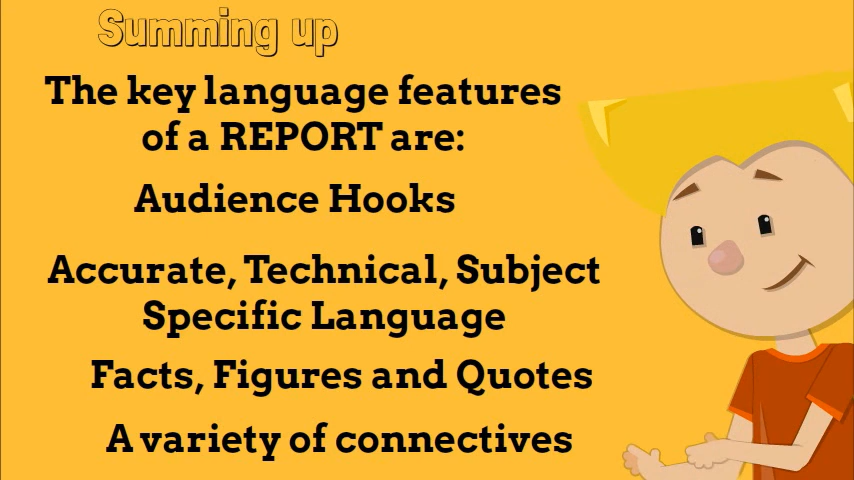 Summing up
The key language features
of a REPORT are:
Audience Hooks
Accurate, Technical, Subject
Specific Language
Facts, Figures and Quotes
A variety of connectives